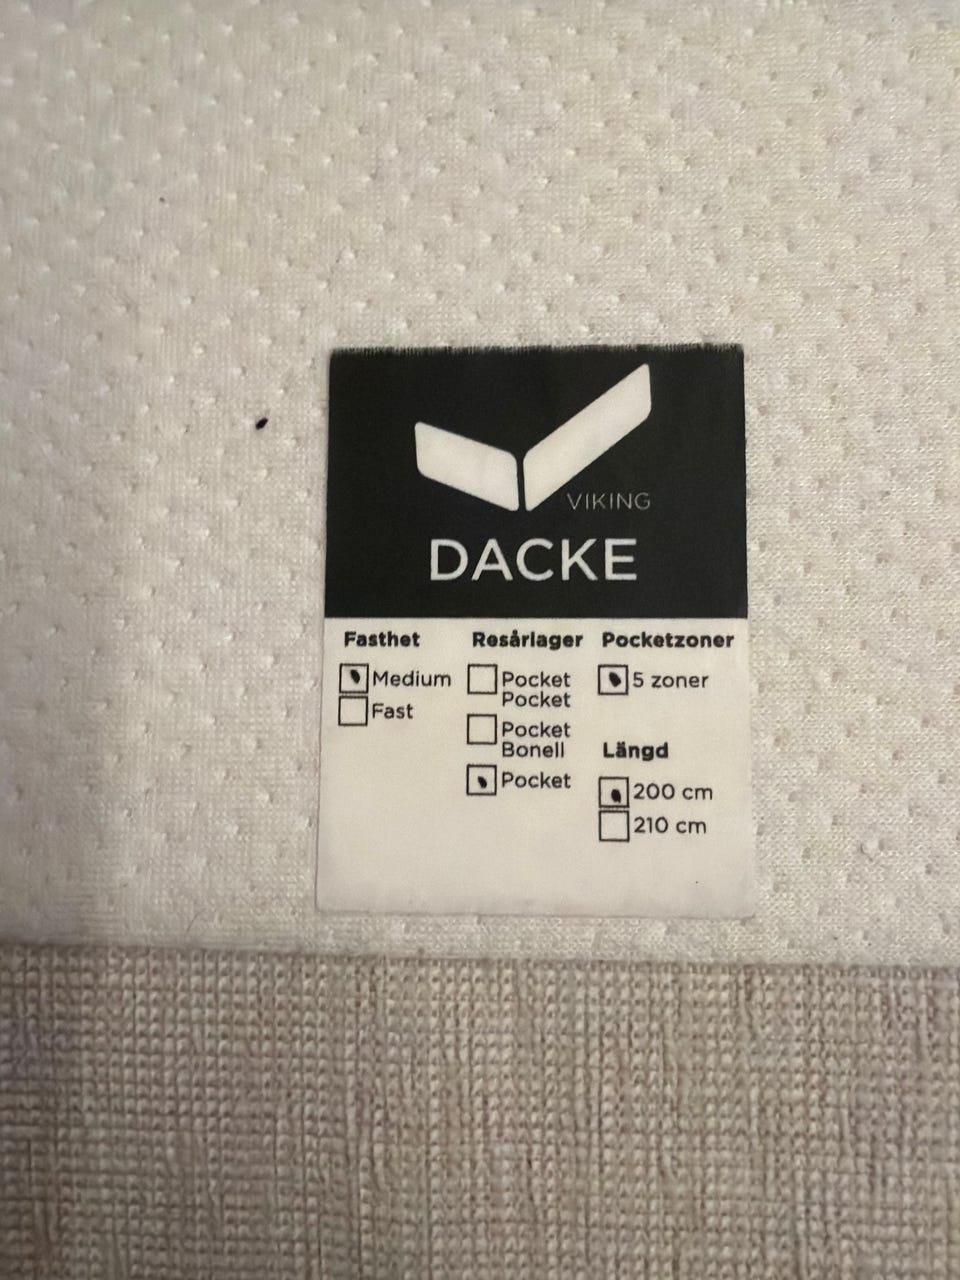 VIKING
DACKE
Fasthet
Medium
Fast
Resårlager
Pocket
Pocket
Pocket
Bonell
Pocket
Pocketzoner
5 zoner
Längd
200 cm
210 cm